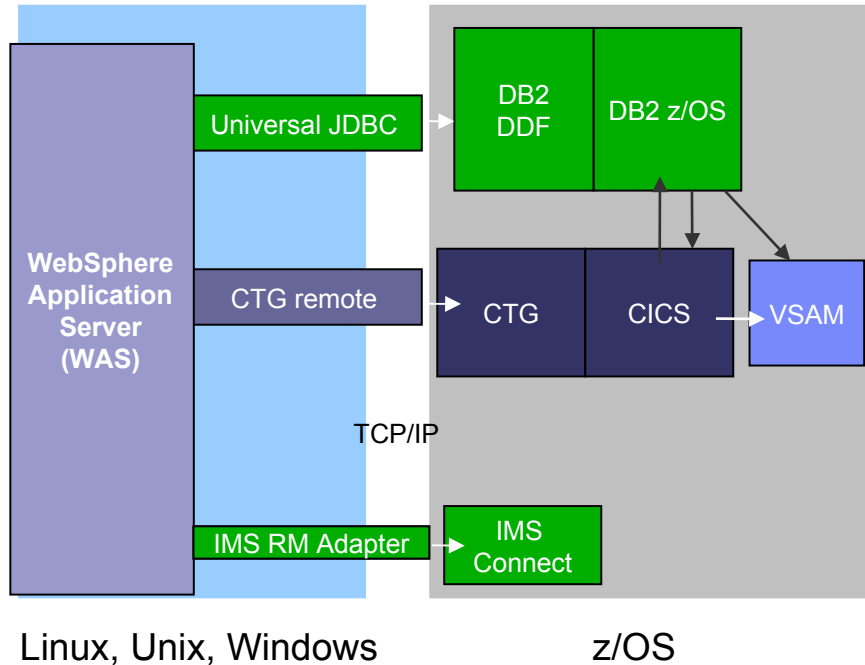 WebSphere
Application
Server
(WAS)
Universal JDBC
DB2
DDF
DB2 z/OS
CTG remote
CTG
CICS
VSAM
TCP/IP
IMS RM Adapter
IMS
Connect
Linux, Unix, Windows
z/OS